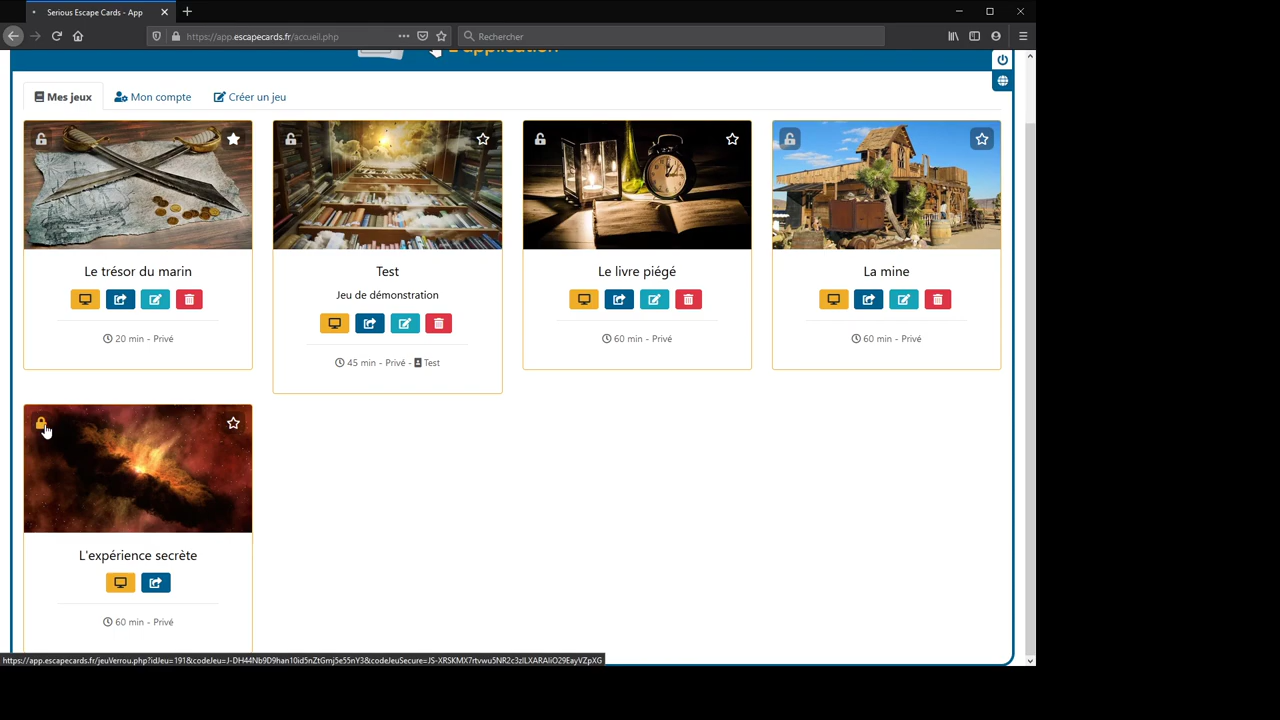 Serious Escape Cards - App
https://app.escapecards.fr/accueil.php
Rechercher
L'application
Mes jeux
Mon compte
Créer un jeu
Le trésor du marin
20 min - Privé
Test
Jeu de démonstration
45 min - Privé - Test
Le livre piégé
60 min - Privé
La mine
60 min - Privé
L'expérience secrète
60 min - Privé